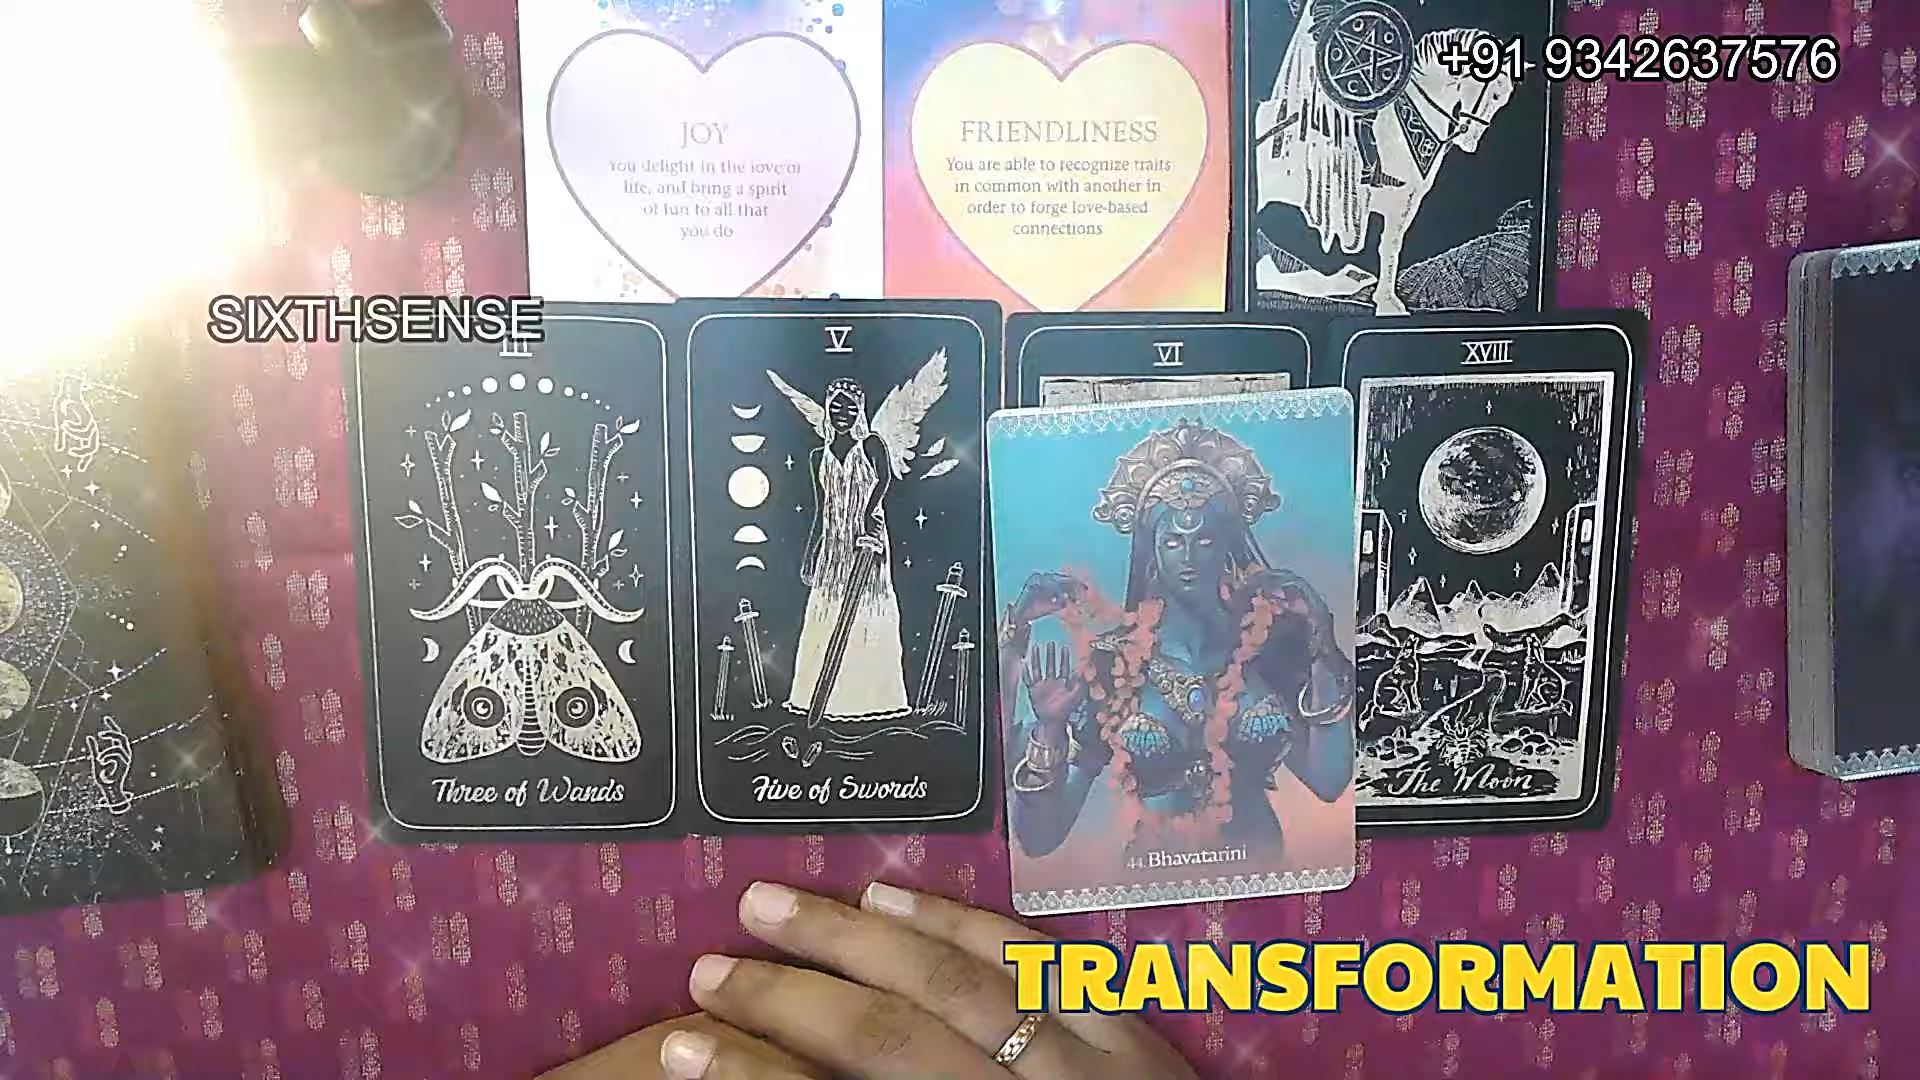 +91 9342637576
JOY
You delight in the love of
life, and bring a spirit
of fun to all that
you do
FRIENDLINESS
You are able to recognize traits
in common with another in
order to forge love-based
connections
SIXTHSENSE
III
V
VI
XVIII
Three of Wands
Five of Swords
44. Bhavatarini
The Moon
TRANSFORMATION